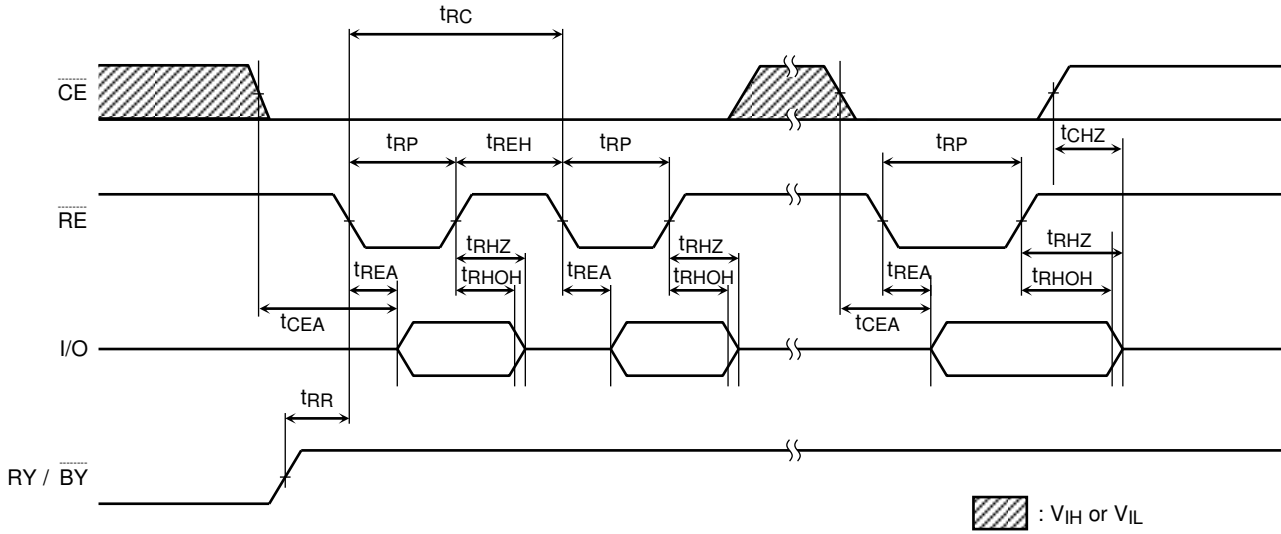 tRC
CE
tRP tREH tRP tRP tCHZ
RE
tRHZ tRHZ tRHZ
tREA tRHOH tREA tRHOH tREA tRHOH
tCEA tCEA
I/O
tRR
RY / BY
: VIH or VIL